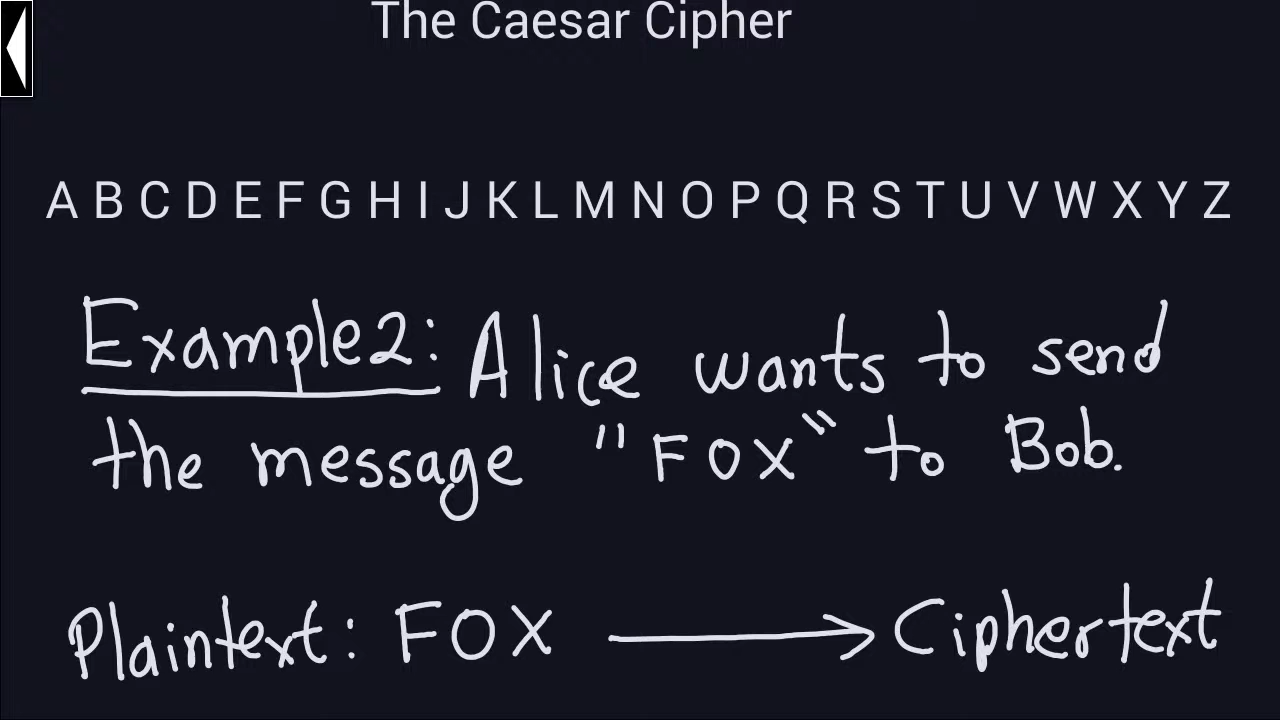 The Caesar Cipher
A B C D E F G H I J K L M N O P Q R S T U V W X Y Z
Example2: Alice wants to send
the message "FOX" to Bob.
Plaintext: FOX → Ciphertext